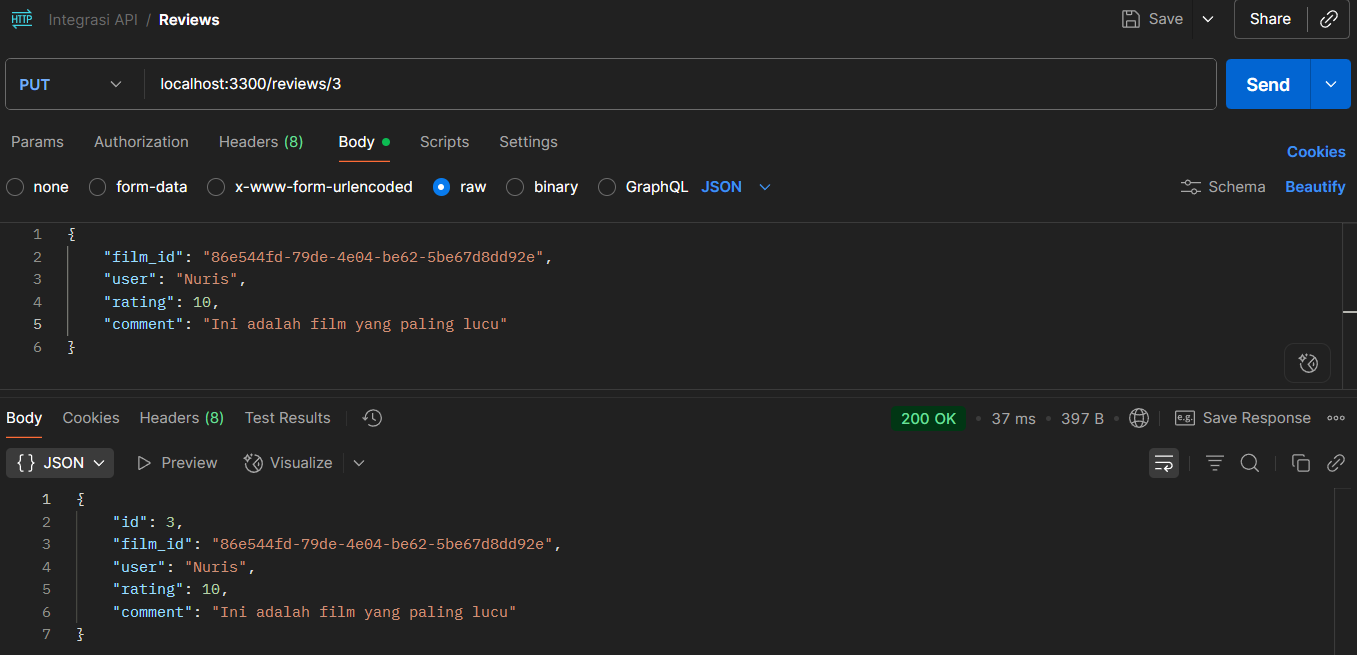 HTTP Integrasi API / Reviews Save Share
PUT localhost:3300/reviews/3 Send
Params Authorization Headers (8) Body Scripts Settings Cookies
none form-data x-www-form-urlencoded raw binary GraphQL JSON Schema Beautify
1 {
2 "film_id": "86e544fd-79de-4e04-be62-5be67d8dd92e",
3 "user": "Nuris",
4 "rating": 10,
5 "comment": "Ini adalah film yang paling lucu"
6 }
Body Cookies Headers (8) Test Results 200 OK • 37 ms • 397 B • e.g. Save Response
{} JSON Preview Visualize
1 {
2 "id": 3,
3 "film_id": "86e544fd-79de-4e04-be62-5be67d8dd92e",
4 "user": "Nuris",
5 "rating": 10,
6 "comment": "Ini adalah film yang paling lucu"
7 }